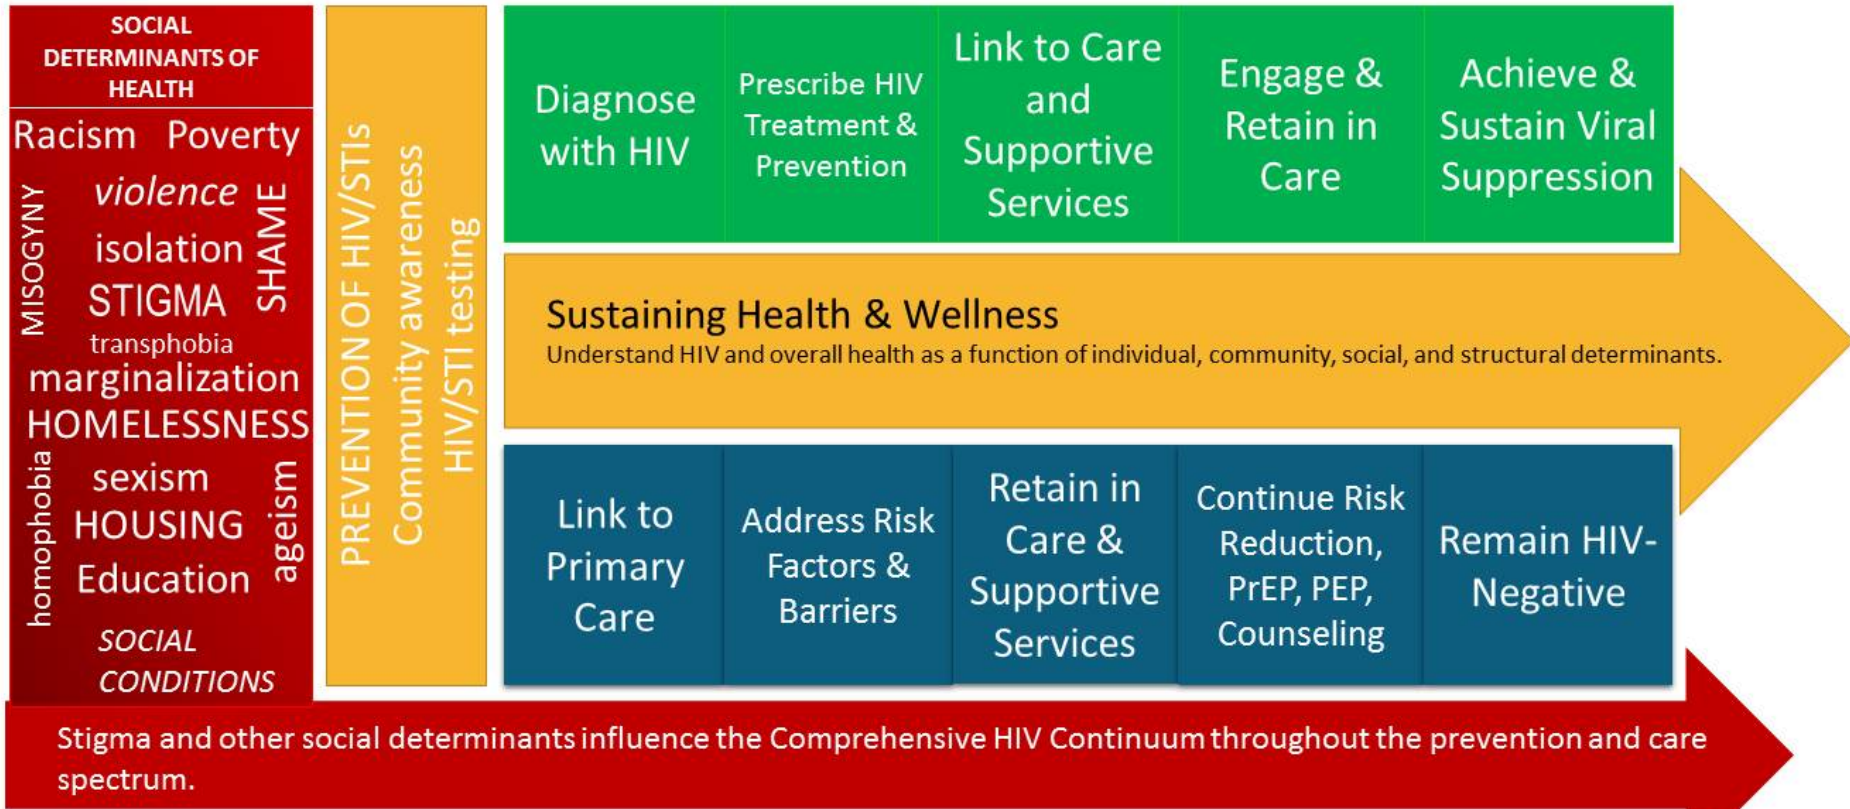 SOCIAL
DETERMINANTS OF
HEALTH
Racism Poverty
MISOGYNY
violence
SHAME
isolation
STIGMA
transphobia
marginalization
HOMELESSNESS
homophobia
sexism
ageism
HOUSING
Education
SOCIAL
CONDITIONS
PREVENTION OF HIV/STIs
Community awareness
HIV/STI testing
Diagnose
with HIV
Prescribe HIV
Treatment &
Prevention
Link to Care
and
Supportive
Services
Engage &
Retain in
Care
Achieve &
Sustain Viral
Suppression
Sustaining Health & Wellness
Understand HIV and overall health as a function of individual, community, social, and structural determinants.
Link to
Primary
Care
Address Risk
Factors &
Barriers
Retain in
Care &
Supportive
Services
Continue Risk
Reduction,
PrEP, PEP,
Counseling
Remain HIV-
Negative
Stigma and other social determinants influence the Comprehensive HIV Continuum throughout the prevention and care
spectrum.